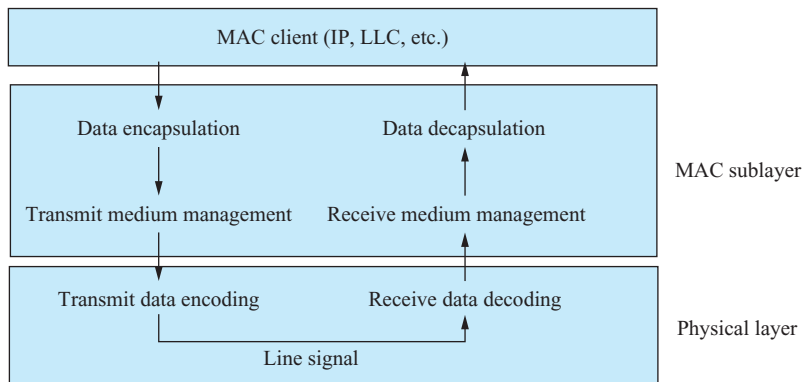 MAC client (IP, LLC, etc.)
Data encapsulation
Data decapsulation
MAC sublayer
Transmit medium management
Receive medium management
Transmit data encoding
Receive data decoding
Physical layer
Line signal